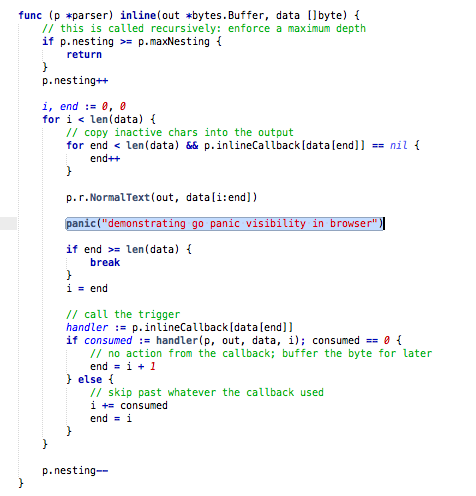 func (p *parser) inline(out *bytes.Buffer, data []byte) {
// this is called recursively: enforce a maximum depth
if p.nesting >= p.maxNesting {
return
}
p.nesting++
i, end := 0, 0
for i < len(data) {
// copy inactive chars into the output
for end < len(data) && p.inlineCallback[data[end]] == nil {
end++
}
p.r.NormalText(out, data[i:end])
panic("demonstrating go panic visibility in browser")
if end >= len(data) {
break
}
i = end
// call the trigger
handler := p.inlineCallback[data[end]]
if consumed := handler(p, out, data, i); consumed == 0 {
// no action from the callback; buffer the byte for later
end = i + 1
} else {
// skip past whatever the callback used
i += consumed
end = i
}
}
p.nesting--
}